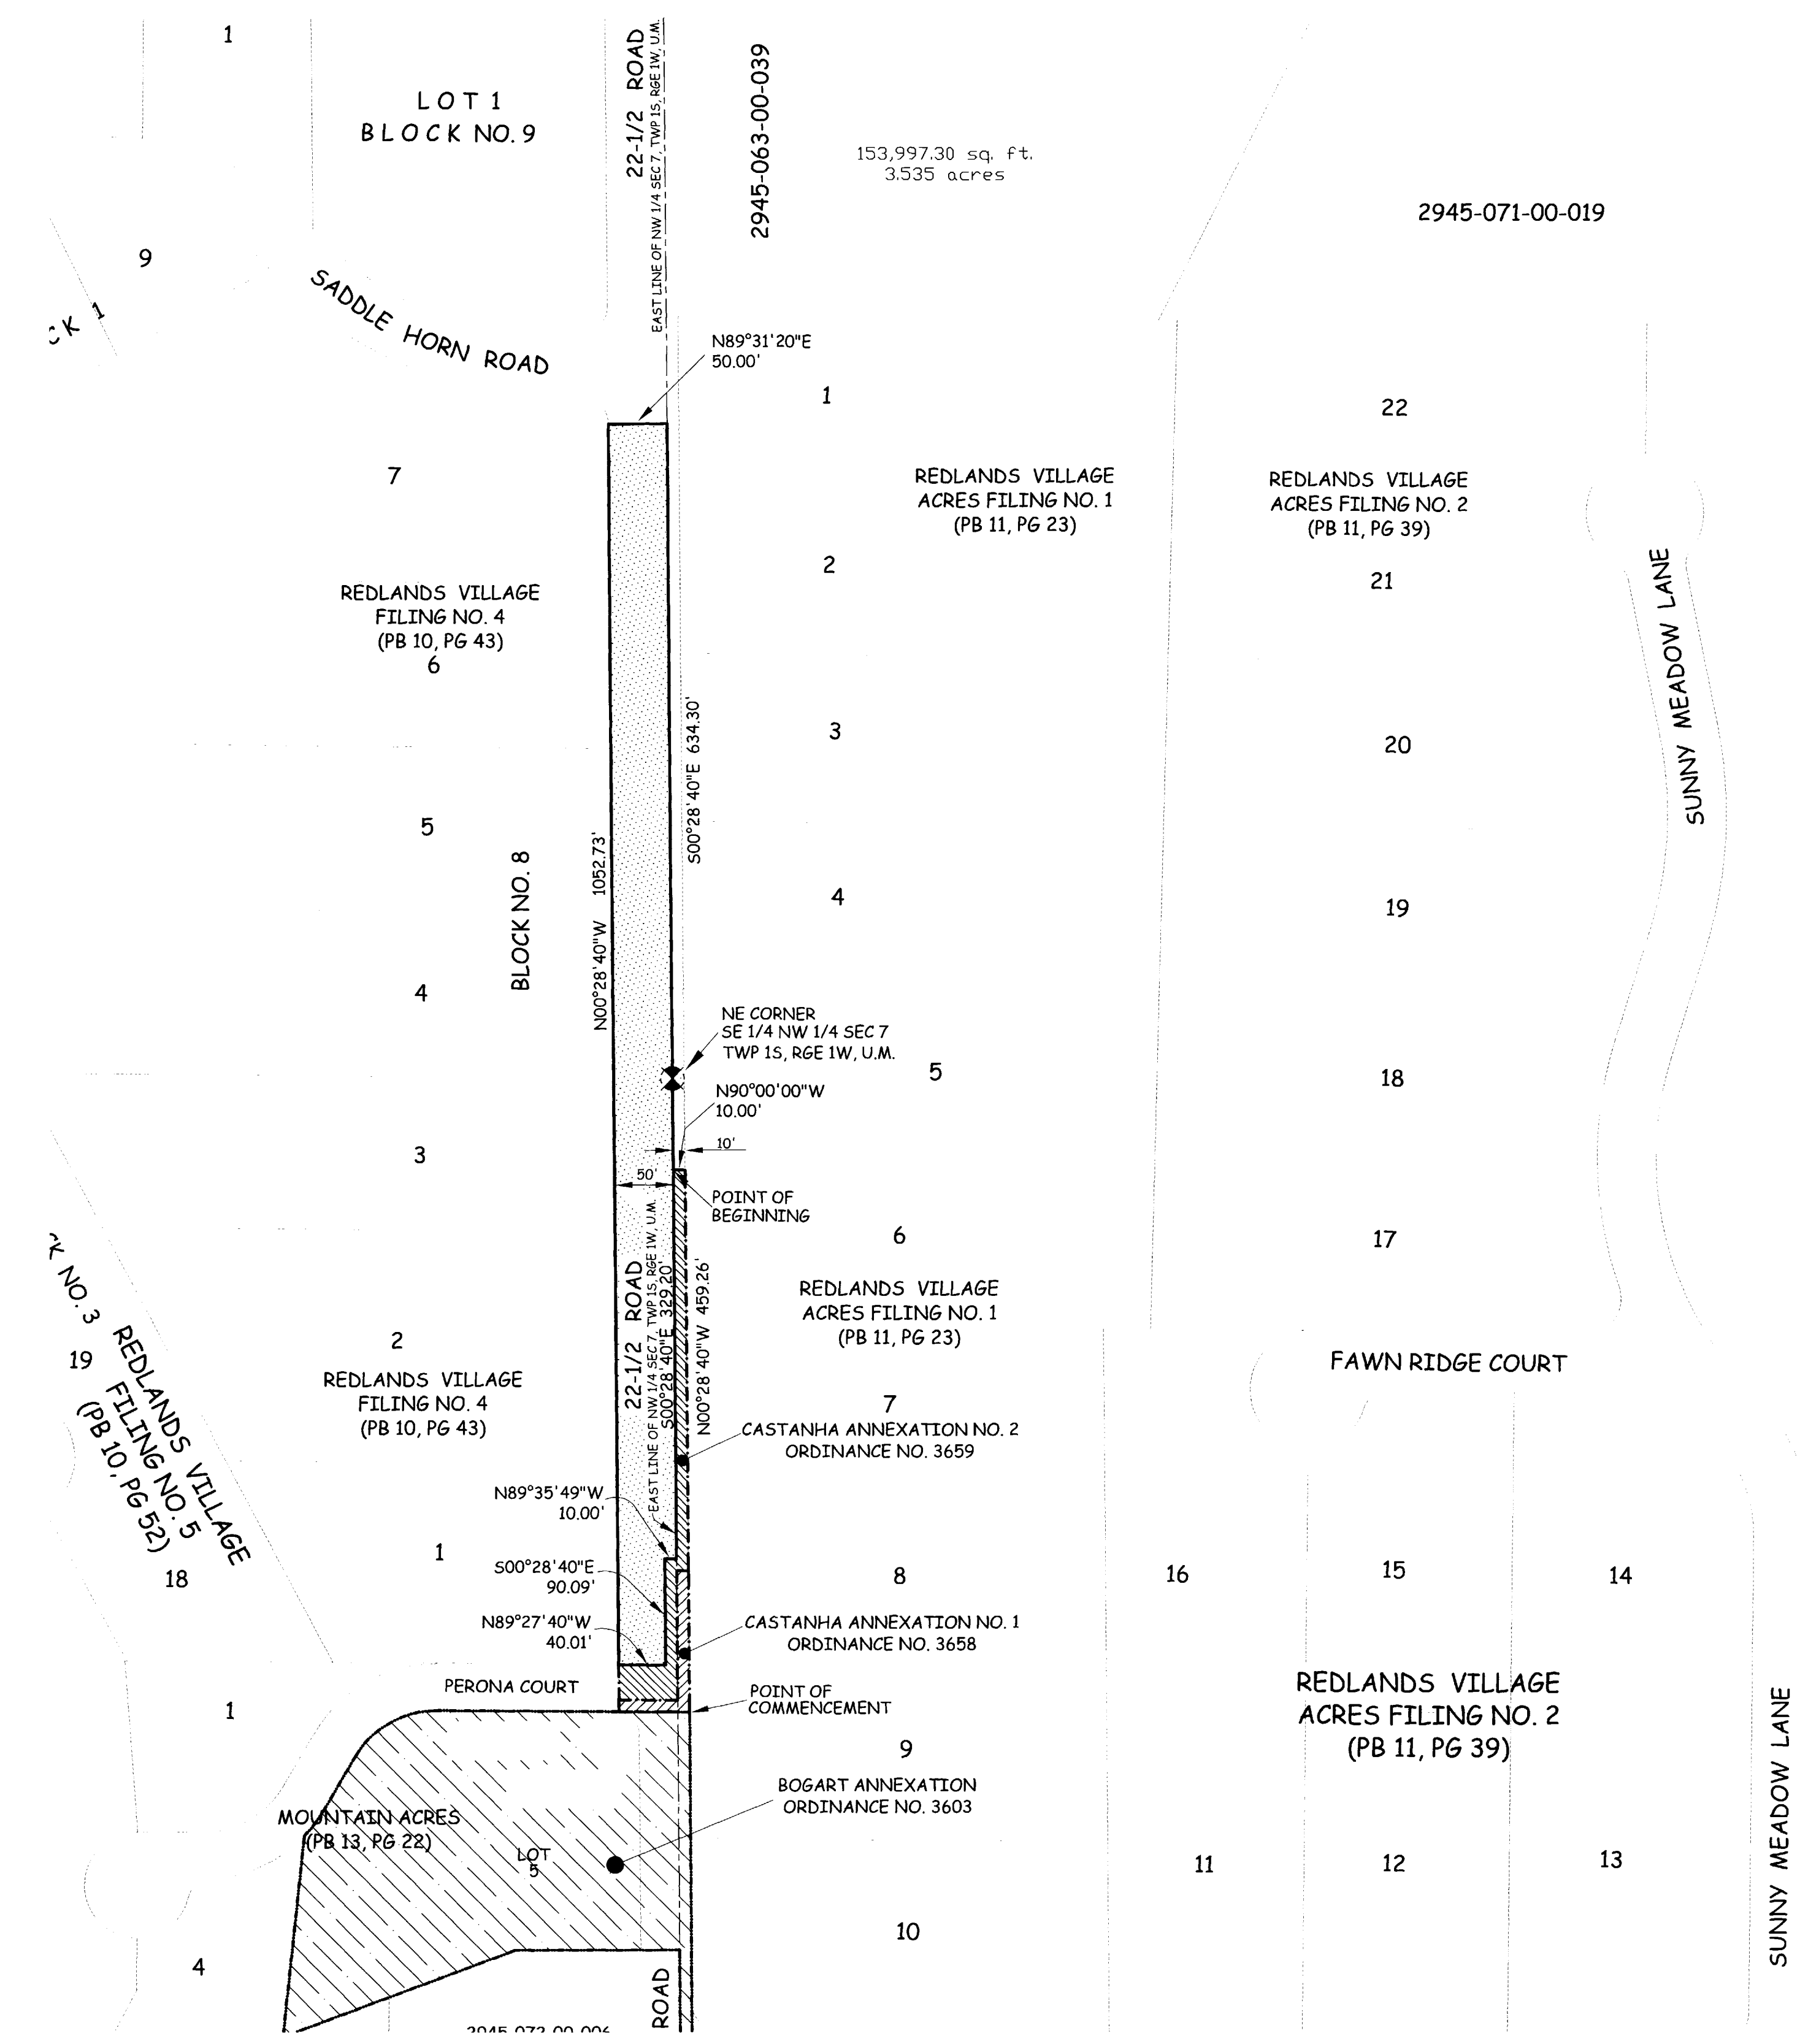 1
LOT 1
BLOCK NO. 9
22-1/2 ROAD
EAST LINE OF NW 1/4 SEC 7, TWP 1S, RGE 1W, U.M.
2945-063-00-039
153,997.30 sq. ft.
3.535 acres
2945-071-00-019
9
CK 1
SADDLE HORN ROAD
N89°31'20"E
50.00'
1
22
7
REDLANDS VILLAGE
ACRES FILING NO. 1
(PB 11, PG 23)
REDLANDS VILLAGE
ACRES FILING NO. 2
(PB 11, PG 39)
2
21
SUNNY MEADOW LANE
REDLANDS VILLAGE
FILING NO. 4
(PB 10, PG 43)
6
S00°28'40"E 634.30'
3
20
5
BLOCK NO. 8
N00°28'40"W 1052.73'
4
19
4
NE CORNER
SE 1/4 NW 1/4 SEC 7
TWP 1S, RGE 1W, U.M.
5
18
N90°00'00"W
10.00'
10'
3
50'
POINT OF
BEGINNING
6
17
22-1/2 ROAD
EAST LINE OF NW 1/4 SEC 7, TWP 1S, RGE 1W, U.M.
S00°28'40"E 329.20'
N00°28'40"W 459.26'
REDLANDS VILLAGE
ACRES FILING NO. 1
(PB 11, PG 23)
CK NO. 3 REDLANDS VILLAGE
FILING NO. 5
(PB 10, PG 52)
19
2
FAWN RIDGE COURT
REDLANDS VILLAGE
FILING NO. 4
(PB 10, PG 43)
7
CASTANHA ANNEXATION NO. 2
ORDINANCE NO. 3659
N89°35'49"W
10.00'
1
18
S00°28'40"E
90.09'
8
16
15
14
N89°27'40"W
40.01'
CASTANHA ANNEXATION NO. 1
ORDINANCE NO. 3658
PERONA COURT
POINT OF
COMMENCEMENT
REDLANDS VILLAGE
ACRES FILING NO. 2
(PB 11, PG 39)
SUNNY MEADOW LANE
1
9
BOGART ANNEXATION
ORDINANCE NO. 3603
MOUNTAIN ACRES
(PB 13, PG 22)
LOT
5
11
12
13
10
4
ROAD
2945-072-00-006